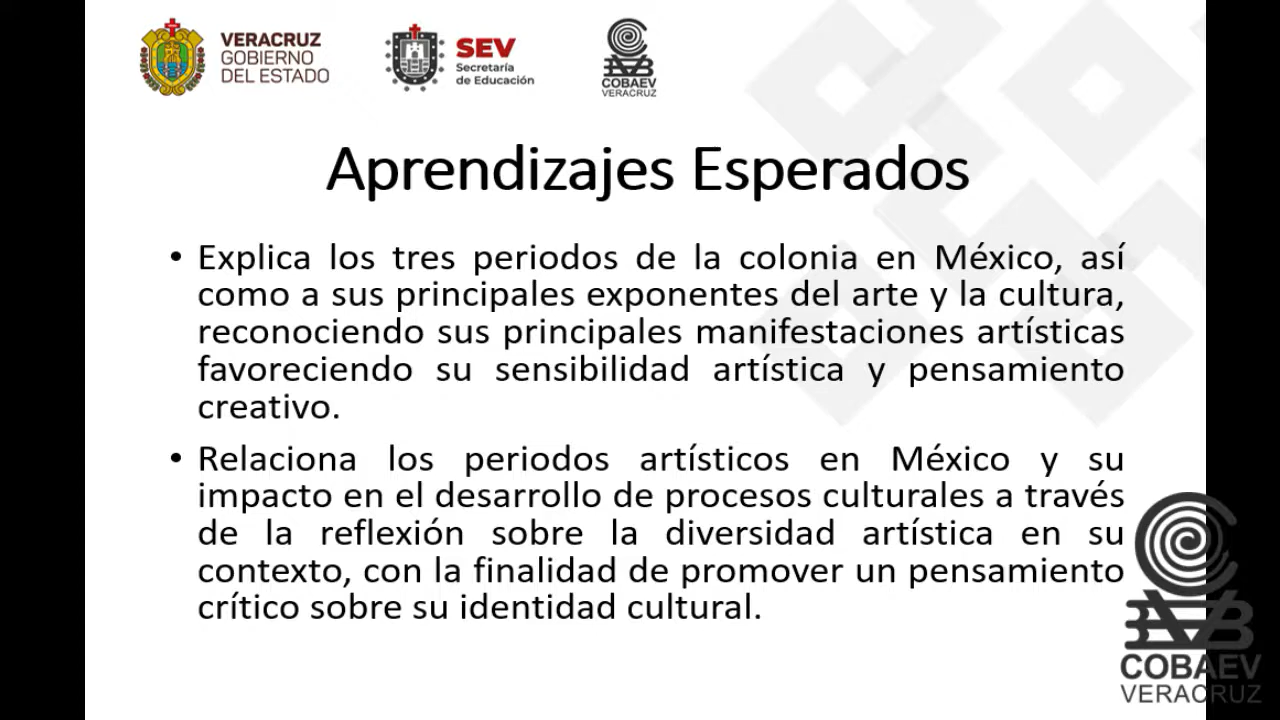 VERACRUZ
GOBIERNO
DEL ESTADO
SEV
Secretaría
de Educación
COBAEV
VERACRUZ
Aprendizajes Esperados
• Explica los tres periodos de la colonia en México, así
como a sus principales exponentes del arte y la cultura,
reconociendo sus principales manifestaciones artísticas
favoreciendo su sensibilidad artística y pensamiento
creativo.
• Relaciona los periodos artísticos en México y su
impacto en el desarrollo de procesos culturales a través
de la reflexión sobre la diversidad artística en su
contexto, con la finalidad de promover un pensamiento
crítico sobre su identidad cultural.
COBAEV
VERACRUZ